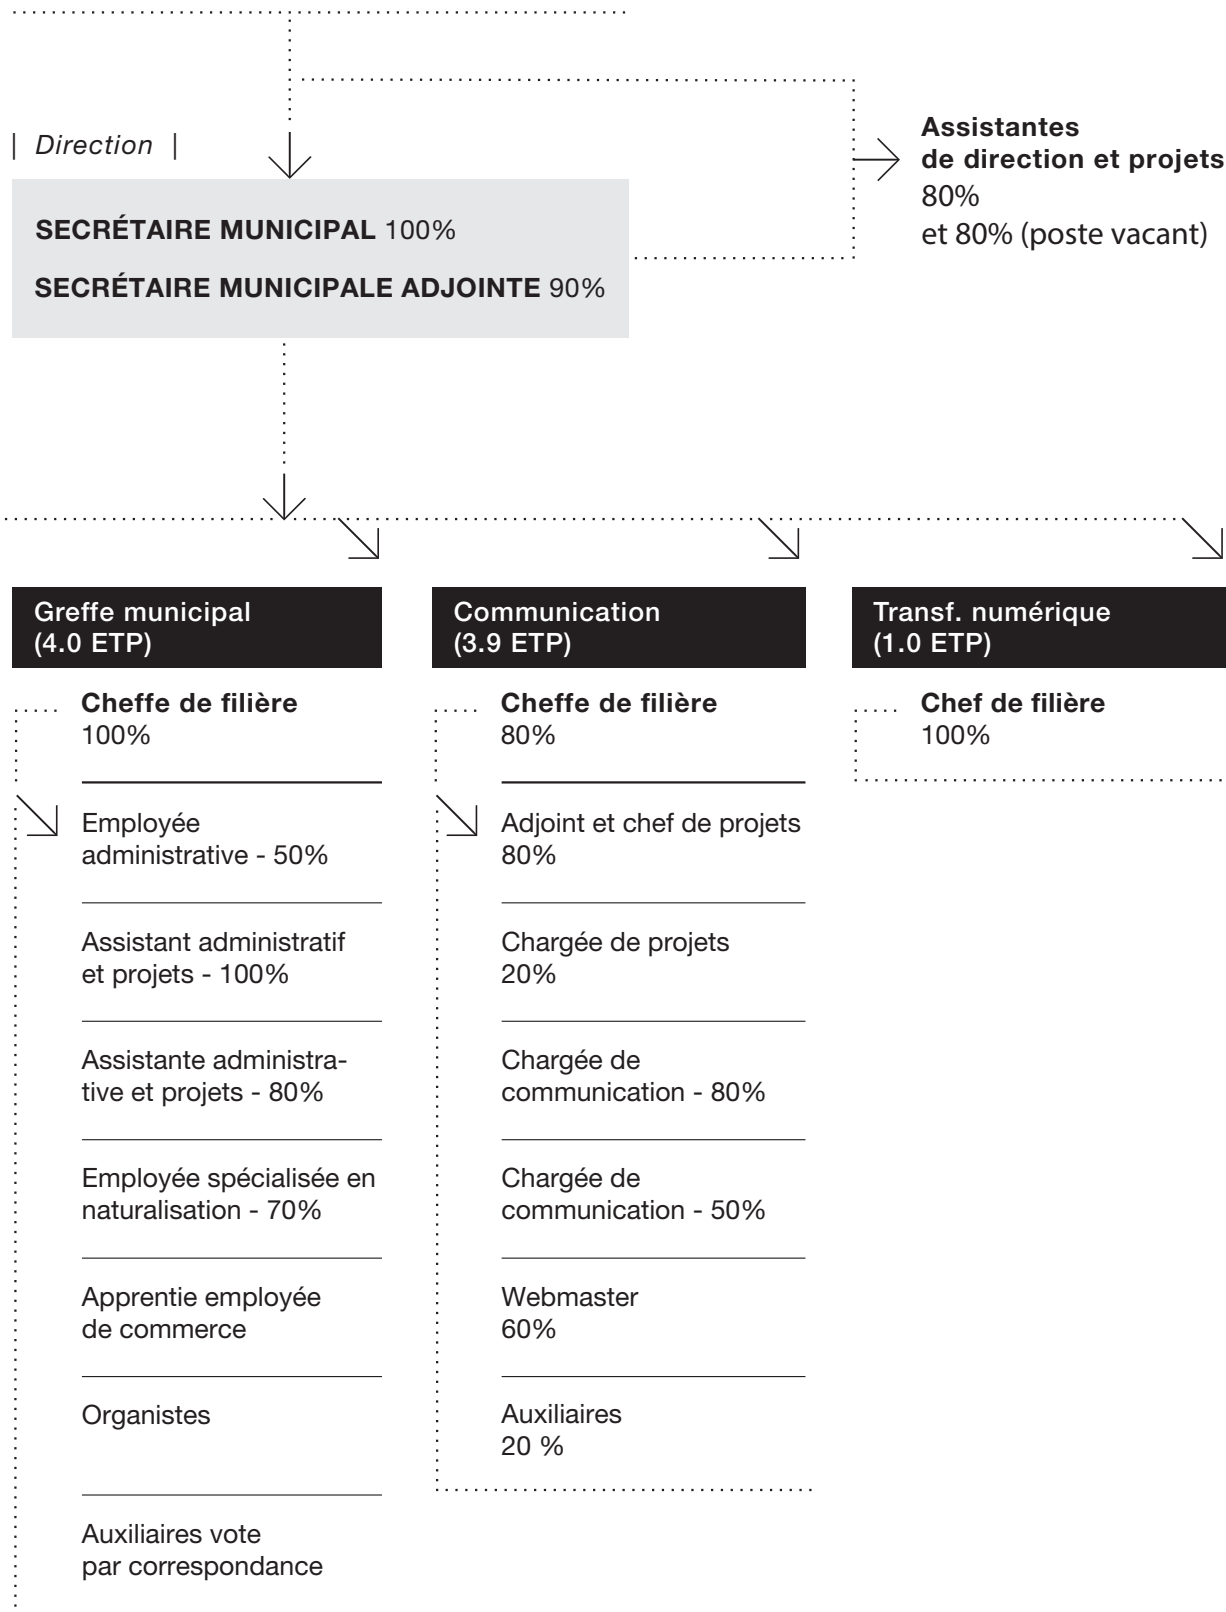 | Direction |
SECRÉTAIRE MUNICIPAL 100%
SECRÉTAIRE MUNICIPALE ADJOINTE 90%
Assistantes
de direction et projets
80%
et 80% (poste vacant)
Greffe municipal
(4.0 ETP)
Cheffe de filière
100%
Employée
administrative - 50%
Assistant administratif
et projets - 100%
Assistante administra-
tive et projets - 80%
Employée spécialisée en
naturalisation - 70%
Apprentie employée
de commerce
Organistes
Auxiliaires vote
par correspondance
Communication
(3.9 ETP)
Cheffe de filière
80%
Adjoint et chef de projets
80%
Chargée de projets
20%
Chargée de
communication - 80%
Chargée de
communication - 50%
Webmaster
60%
Auxiliaires
20 %
Transf. numérique
(1.0 ETP)
Chef de filière
100%